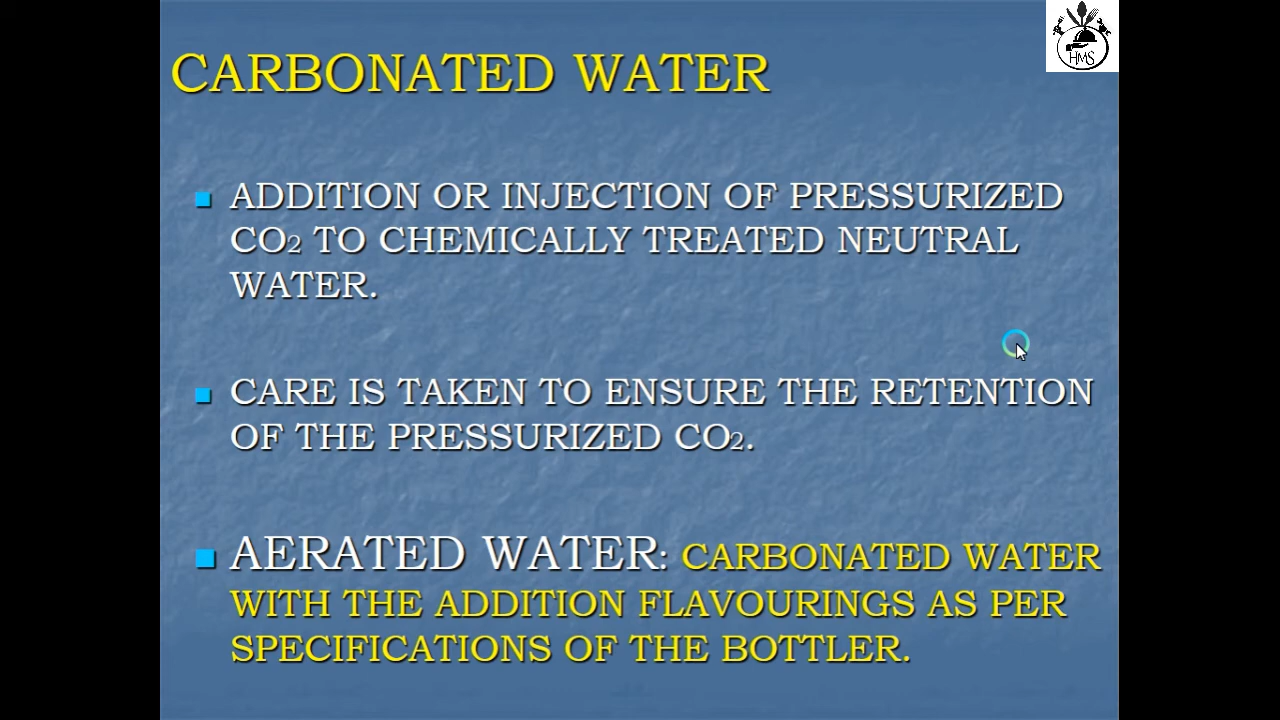 HMS
CARBONATED WATER
ADDITION OR INJECTION OF PRESSURIZED
CO2 TO CHEMICALLY TREATED NEUTRAL
WATER.
CARE IS TAKEN TO ENSURE THE RETENTION
OF THE PRESSURIZED CO2.
AERATED WATER: CARBONATED WATER
WITH THE ADDITION FLAVOURINGS AS PER
SPECIFICATIONS OF THE BOTTLER.